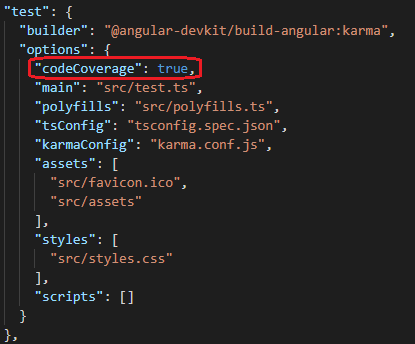 "test": {
"builder": "@angular-devkit/build-angular:karma",
"options": {
"codeCoverage": true,
"main": "src/test.ts",
"polyfills": "src/polyfills.ts",
"tsConfig": "tsconfig.spec.json",
"karmaConfig": "karma.conf.js",
"assets": [
"src/favicon.ico",
"src/assets"
],
"styles": [
"src/styles.css"
],
"scripts": []
}
},